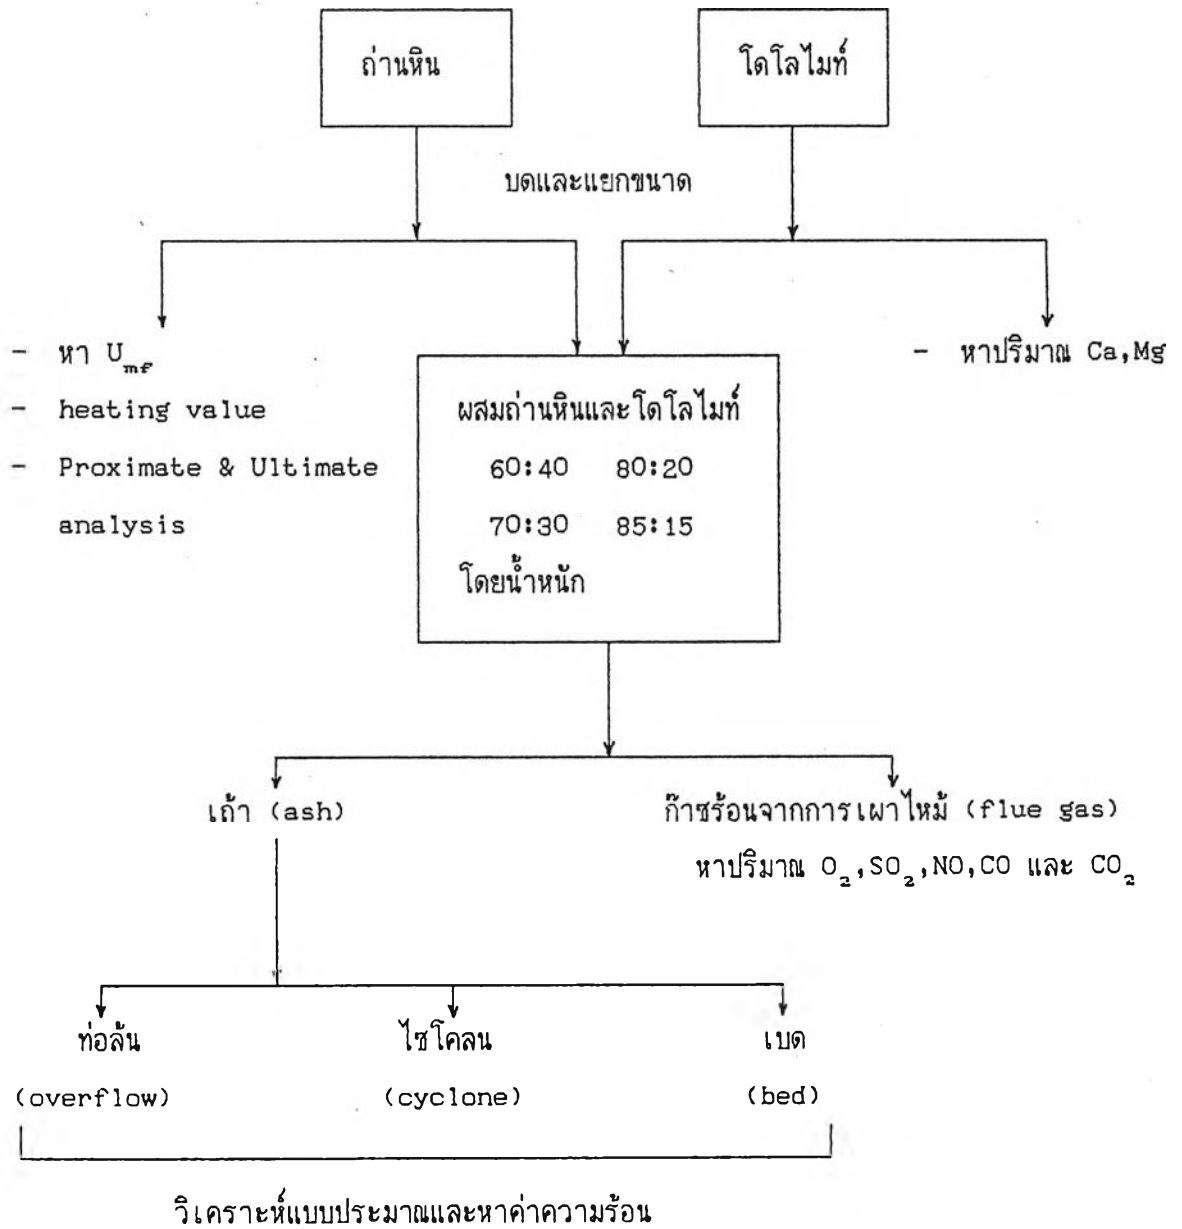 ถ่านหิน
โดโลไมท์
บดและแยกขนาด
- หา U_mf
- heating value
- Proximate & Ultimate
analysis
- หาปริมาณ Ca,Mg
ผสมถ่านหินและโดโลไมท์
60:40 80:20
70:30 85:15
โดยน้ำหนัก
เถ้า (ash)
ก๊าซร้อนจากการเผาไหม้ (flue gas)
หาปริมาณ O₂,SO₂,NO,CO และ CO₂
ท่อล้น
(overflow)
ไซโคลน
(cyclone)
เบด
(bed)
วิเคราะห์แบบประมาณและหาค่าความร้อน